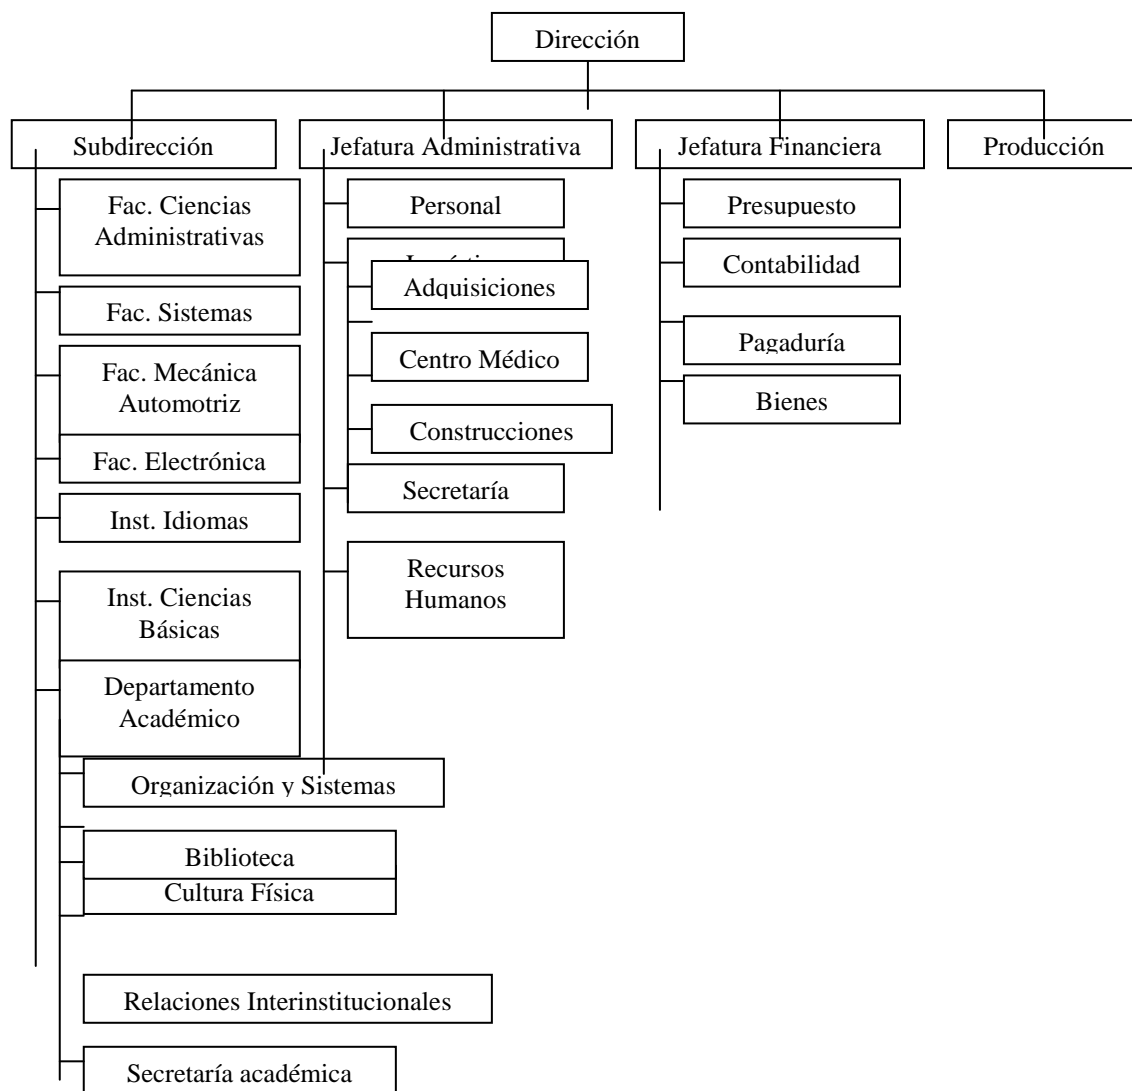 Dirección
Subdirección
Jefatura Administrativa
Jefatura Financiera
Producción
Fac. Ciencias
Administrativas
Fac. Sistemas
Fac. Mecánica
Automotriz
Fac. Electrónica
Inst. Idiomas
Inst. Ciencias
Básicas
Departamento
Académico
Organización y Sistemas
Biblioteca
Cultura Física
Relaciones Interinstitucionales
Secretaría académica
Personal
Adquisiciones
Centro Médico
Construcciones
Secretaría
Recursos
Humanos
Presupuesto
Contabilidad
Pagaduría
Bienes